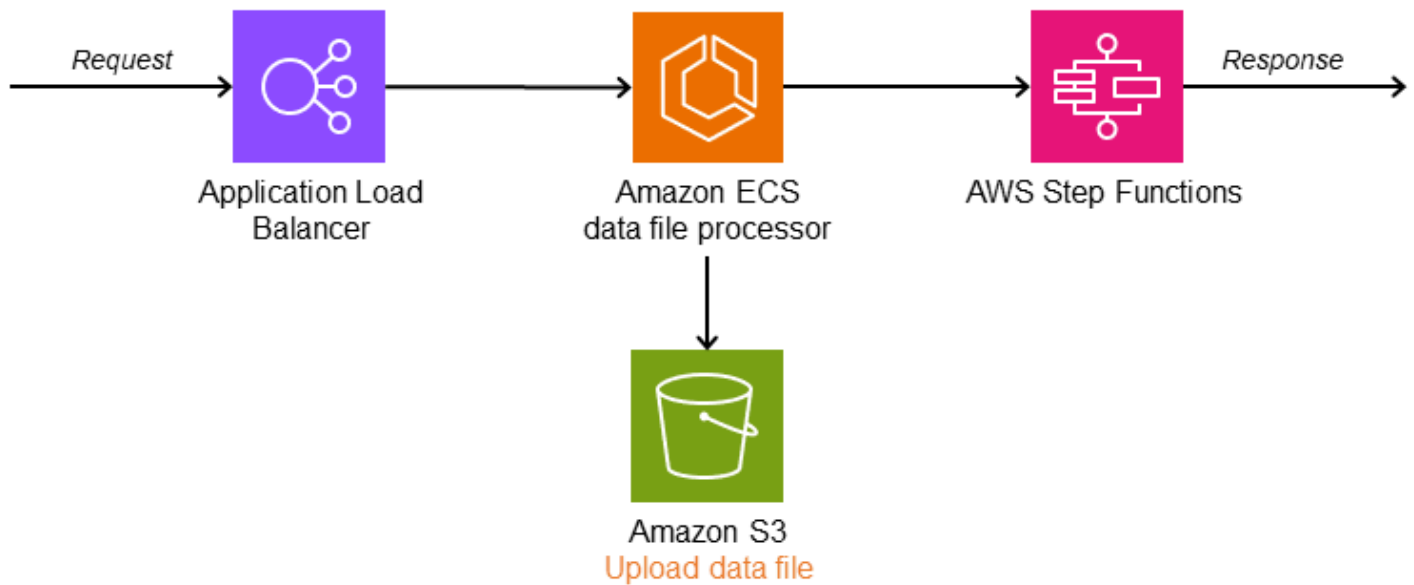 Request
Response
Application Load
Balancer
Amazon ECS
data file processor
AWS Step Functions
Amazon S3
Upload data file